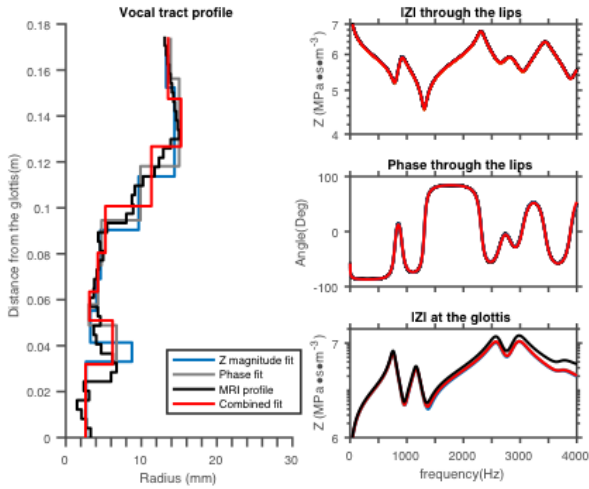 Vocal tract profile
Distance from the glottis(m)
0.18
0.16
0.14
0.12
0.1
0.08
0.06
0.04
0.02
0
0
10
20
30
Radius (mm)
Z magnitude fit
Phase fit
MRI profile
Combined fit
|Z| through the lips
Z (MPa●s●m⁻³)
7
6
5
4
Phase through the lips
Angle(Deg)
100
0
-100
|Z| at the glottis
Z (MPa●s●m⁻³)
7
6
0
1000
2000
3000
4000
frequency(Hz)